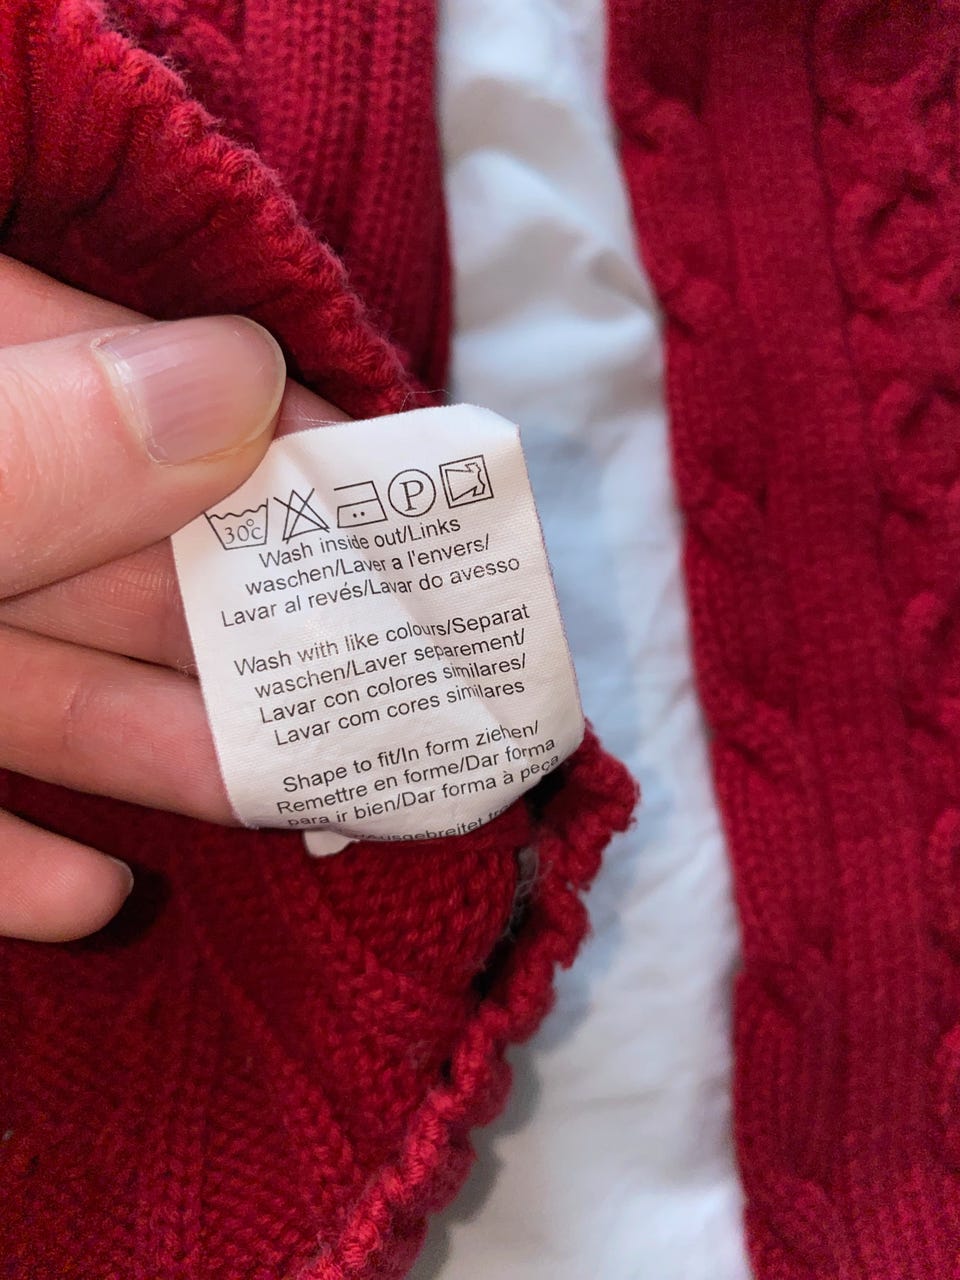 30°C P
Wash inside out/Links
waschen/Laver a l'envers/
Lavar al revés/Lavar do avesso
Wash with like colours/Separat
waschen/Laver separement/
Lavar con colores similares/
Lavar com cores similares
Shape to fit/In form ziehen/
Remettre en forme/Dar forma
para ir bien/Dar forma à peça
/Ausgebreitet